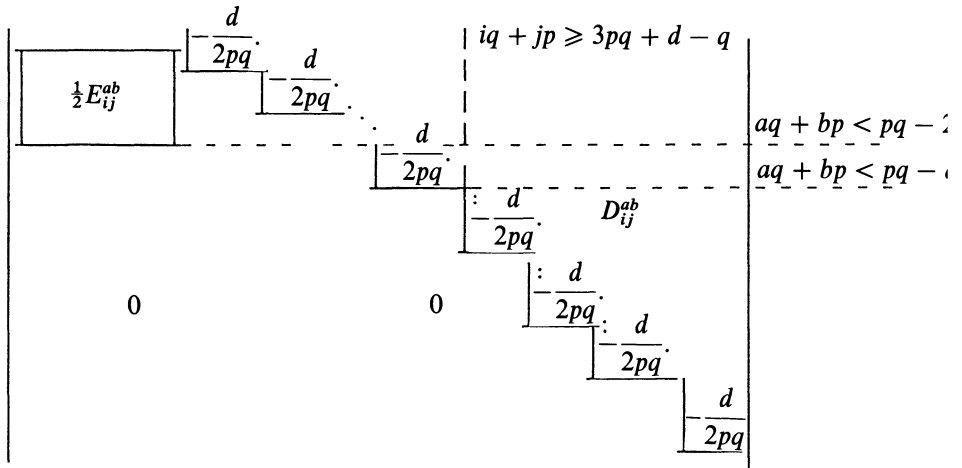 -d/2pq.
iq + jp ⩾ 3pq + d − q
-d/2pq.
½E_{ij}^{ab}
aq + bp < pq −
-d/2pq.
aq + bp < pq −
-d/2pq.
D_{ij}^{ab}
-d/2pq.
0 0
-d/2pq.
-d/2pq